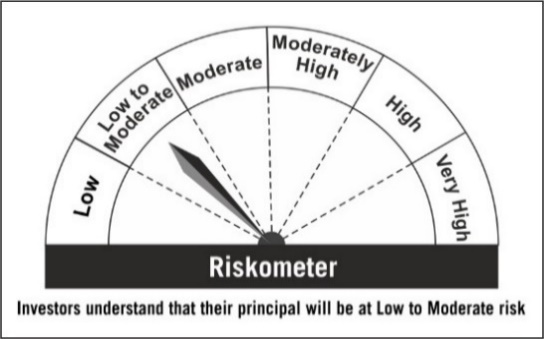 Low
Low to
Moderate
Moderate
Moderately
High
High
Very High
Riskometer
Investors understand that their principal will be at Low to Moderate risk